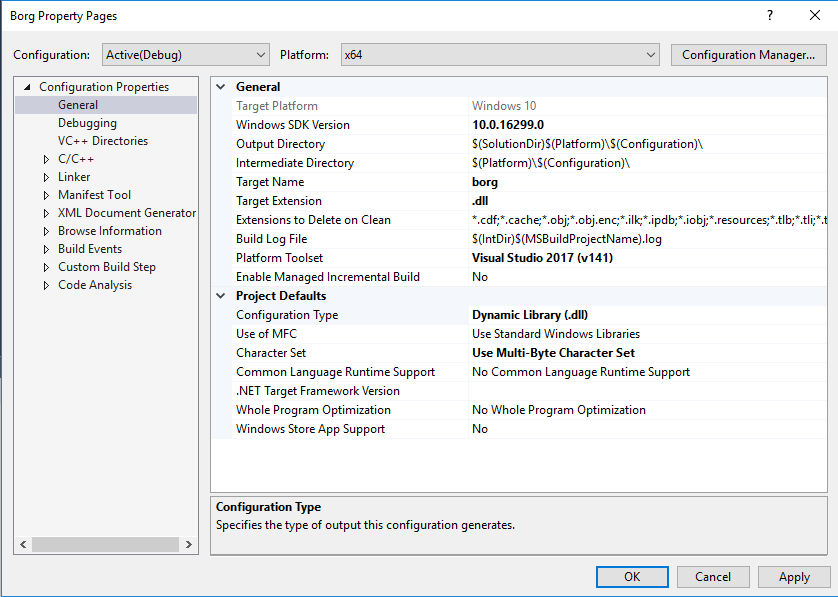 Borg Property Pages
?
Configuration: Active(Debug) Platform: x64 Configuration Manager...
Configuration Properties
General
Debugging
VC++ Directories
C/C++
Linker
Manifest Tool
XML Document Generator
Browse Information
Build Events
Custom Build Step
Code Analysis
General
Target Platform Windows 10
Windows SDK Version 10.0.16299.0
Output Directory $(SolutionDir)$(Platform)\$(Configuration)\
Intermediate Directory $(Platform)\$(Configuration)\
Target Name borg
Target Extension .dll
Extensions to Delete on Clean *.cdf;*.cache;*.obj;*.obj.enc;*.ilk;*.ipdb;*.iobj;*.resources;*.tlb;*.tli;*.t
Build Log File $(IntDir)$(MSBuildProjectName).log
Platform Toolset Visual Studio 2017 (v141)
Enable Managed Incremental Build No
Project Defaults
Configuration Type Dynamic Library (.dll)
Use of MFC Use Standard Windows Libraries
Character Set Use Multi-Byte Character Set
Common Language Runtime Support No Common Language Runtime Support
.NET Target Framework Version
Whole Program Optimization No Whole Program Optimization
Windows Store App Support No
Configuration Type
Specifies the type of output this configuration generates.
OK Cancel Apply